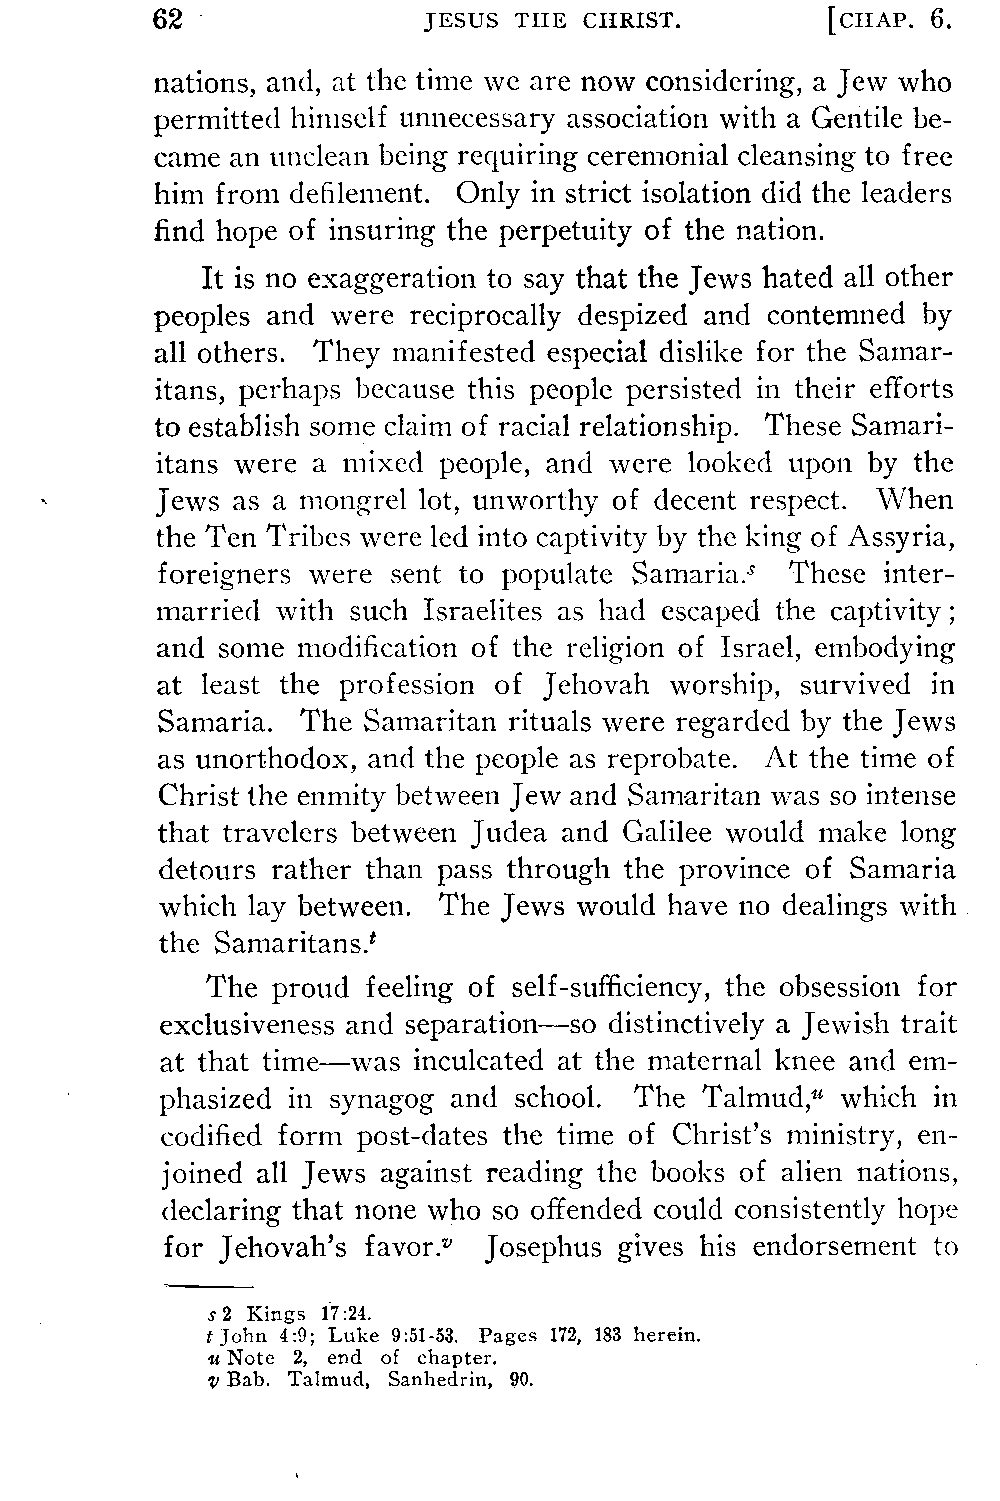 62 JESUS THE CHRIST. [CHAP. 6.
nations, and, at the time we are now considering, a Jew who
permitted himself unnecessary association with a Gentile be-
came an unclean being requiring ceremonial cleansing to free
him from defilement. Only in strict isolation did the leaders
find hope of insuring the perpetuity of the nation.
It is no exaggeration to say that the Jews hated all other
peoples and were reciprocally despized and contemned by
all others. They manifested especial dislike for the Samar-
itans, perhaps because this people persisted in their efforts
to establish some claim of racial relationship. These Samari-
itans were a mixed people, and were looked upon by the
Jews as a mongrel lot, unworthy of decent respect. When
the Ten Tribes were led into captivity by the king of Assyria,
foreigners were sent to populate Samaria.s These inter-
married with such Israelites as had escaped the captivity;
and some modification of the religion of Israel, embodying
at least the profession of Jehovah worship, survived in
Samaria. The Samaritan rituals were regarded by the Jews
as unorthodox, and the people as reprobate. At the time of
Christ the enmity between Jew and Samaritan was so intense
that travelers between Judea and Galilee would make long
detours rather than pass through the province of Samaria
which lay between. The Jews would have no dealings with
the Samaritans.t
The proud feeling of self-sufficiency, the obsession for
exclusiveness and separation—so distinctively a Jewish trait
at that time—was inculcated at the maternal knee and em-
phasized in synagog and school. The Talmud,u which in
codified form post-dates the time of Christ's ministry, en-
joined all Jews against reading the books of alien nations,
declaring that none who so offended could consistently hope
for Jehovah's favor.v Josephus gives his endorsement to
s 2 Kings 17:24.
t John 4:9; Luke 9:51-53. Pages 172, 183 herein.
u Note 2, end of chapter.
v Bab. Talmud, Sanhedrin, 90.